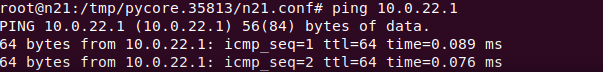 root@n21:/tmp/pycore.35813/n21.conf# ping 10.0.22.1
PING 10.0.22.1 (10.0.22.1) 56(84) bytes of data.
64 bytes from 10.0.22.1: icmp_seq=1 ttl=64 time=0.089 ms
64 bytes from 10.0.22.1: icmp_seq=2 ttl=64 time=0.076 ms